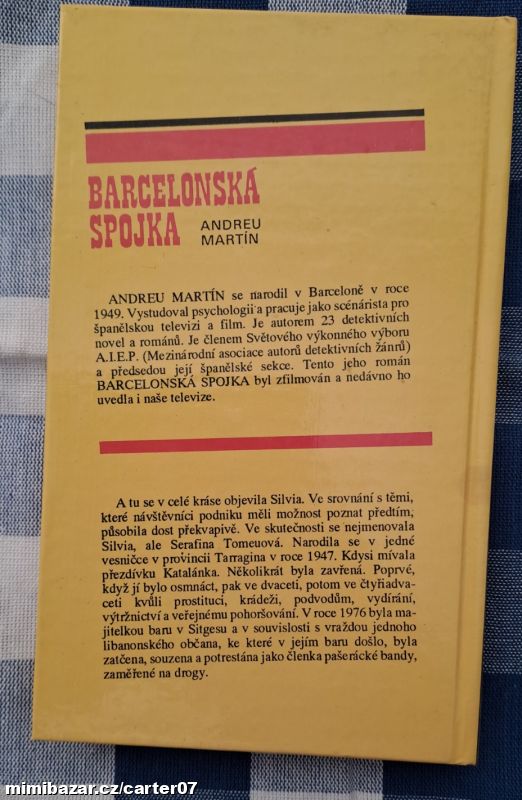 BARCELONSKÁ
SPOJKA ANDREU
MARTÍN
ANDREU MARTÍN se narodil v Barceloně v roce
1949. Vystudoval psychologii a pracuje jako scénárista pro
španělskou televizi a film. Je autorem 23 detektivních
novel a románů. Je členem Světového výkonného výboru
A.I.E.P. (Mezinárodní asociace autorů detektivních žánrů)
a předsedou její španělské sekce. Tento jeho román
BARCELONSKÁ SPOJKA byl zfilmován a nedávno ho
uvedla i naše televize.
A tu se v celé kráse objevila Silvia. Ve srovnání s těmi,
které návštěvníci podniku měli možnost poznat předtím,
působila dost překvapivě. Ve skutečnosti se nejmenovala
Silvia, ale Serafina Tomeuová. Narodila se v jedné
vesničce v provincii Tarragina v roce 1947. Kdysi mívala
přezdívku Katalánka. Několikrát byla zavřená. Poprvé,
když jí bylo osmnáct, pak ve dvaceti, potom ve čtyřiadva-
ceti kvůli prostituci, krádeži, podvodům, vydírání,
výtržnictví a veřejnému pohoršování. V roce 1976 byla ma-
jitelkou baru v Sitgesu a v souvislosti s vraždou jednoho
libanonského občana, ke které v jejím baru došlo, byla
zatčena, souzena a potrestána jako členka pašerácké bandy,
zaměřené na drogy.
mimibazar.cz/carter07